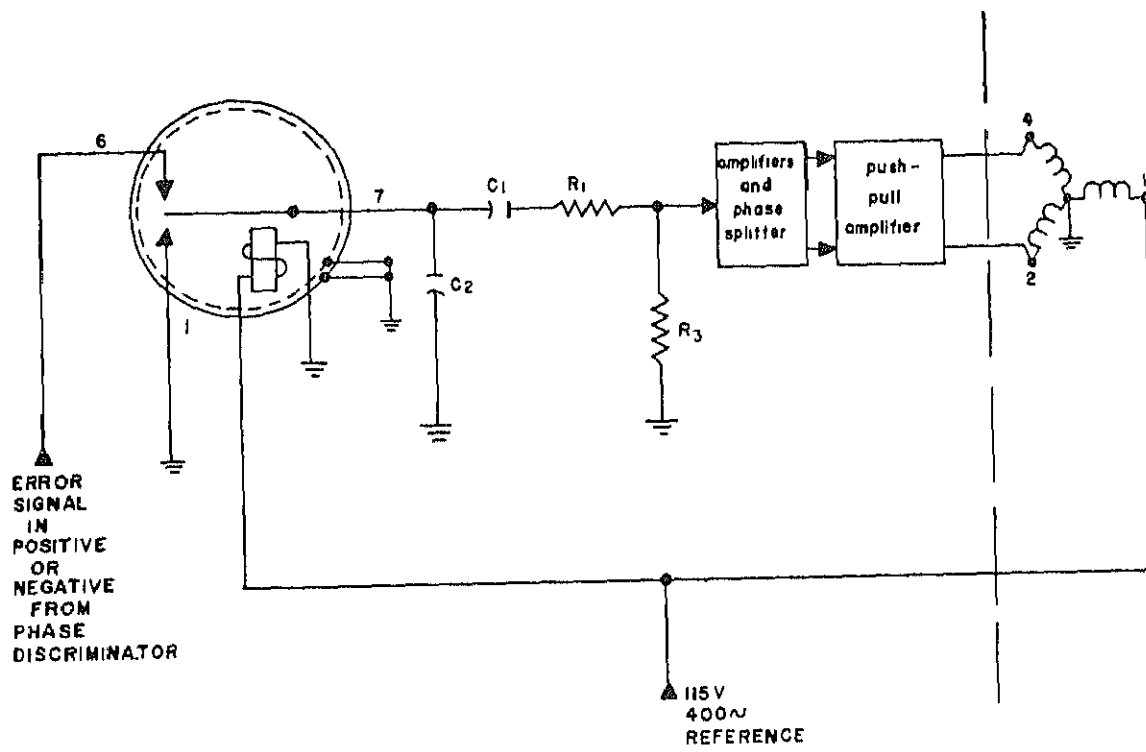 6
7
1
C1
R1
C2
R3
amplifiers
and
phase
splitter
push-
pull
amplifier
4
2
ERROR
SIGNAL
IN
POSITIVE
OR
NEGATIVE
FROM
PHASE
DISCRIMINATOR
115V
400~
REFERENCE